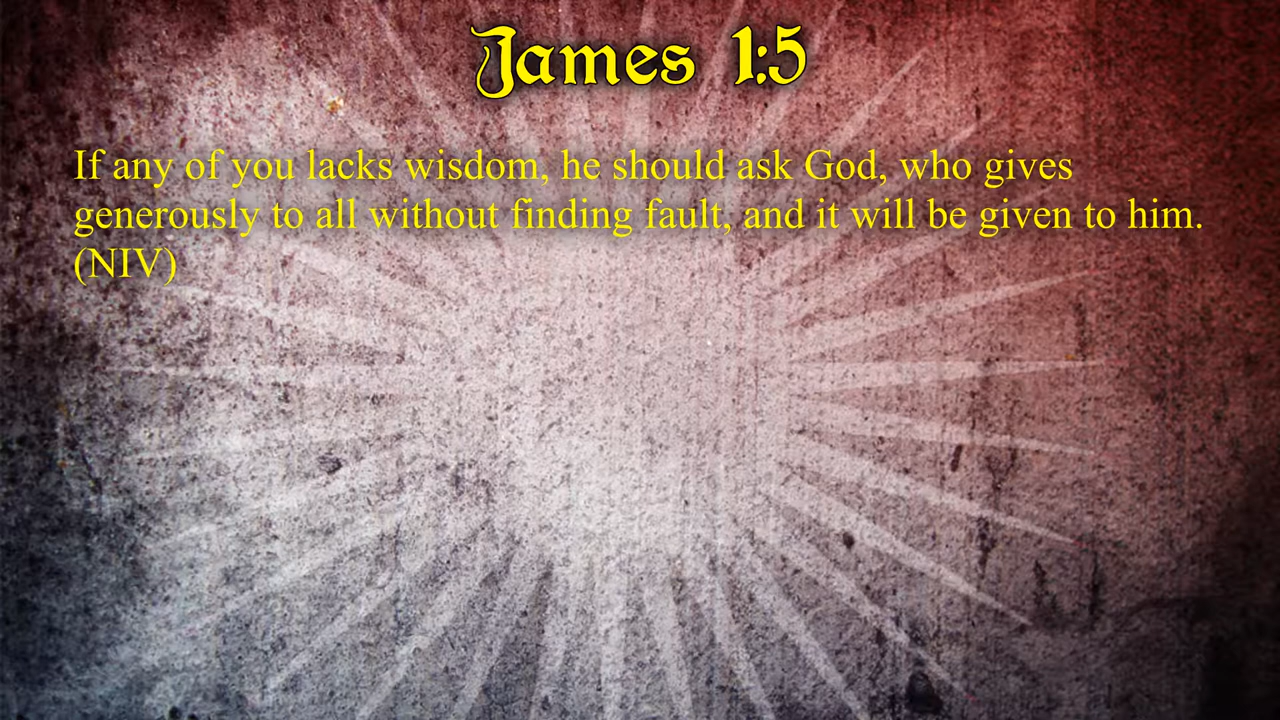 James 1:5
If any of you lacks wisdom, he should ask God, who gives
generously to all without finding fault, and it will be given to him.
(NIV)